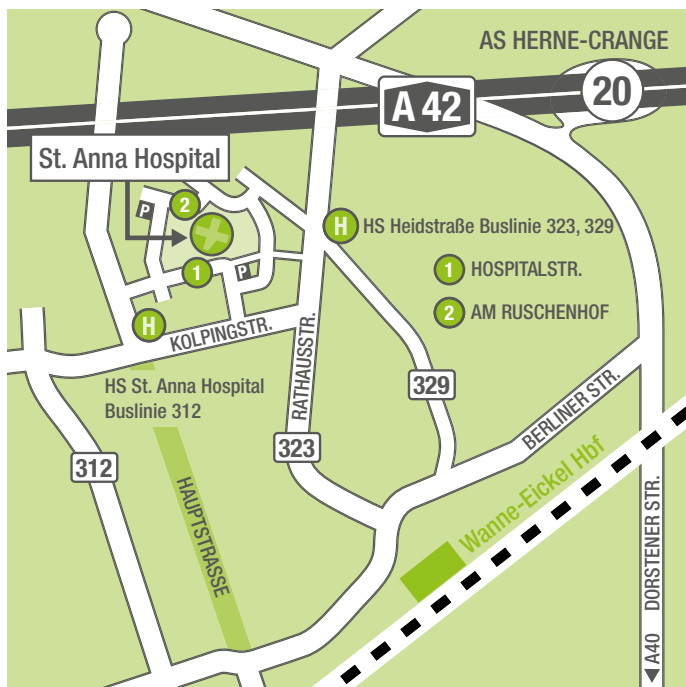 AS HERNE-CRANGE
20
A 42
St. Anna Hospital
P
2
H
HS Heidstraße Buslinie 323, 329
1
P
1 HOSPITALSTR.
2 AM RUSCHENHOF
H
KOLPINGSTR.
RATHAUSSTR.
HS St. Anna Hospital
Buslinie 312
329
BERLINER STR.
323
312
Wanne-Eickel Hbf
HAUPTSTRASSE
DORSTENER STR.
A40